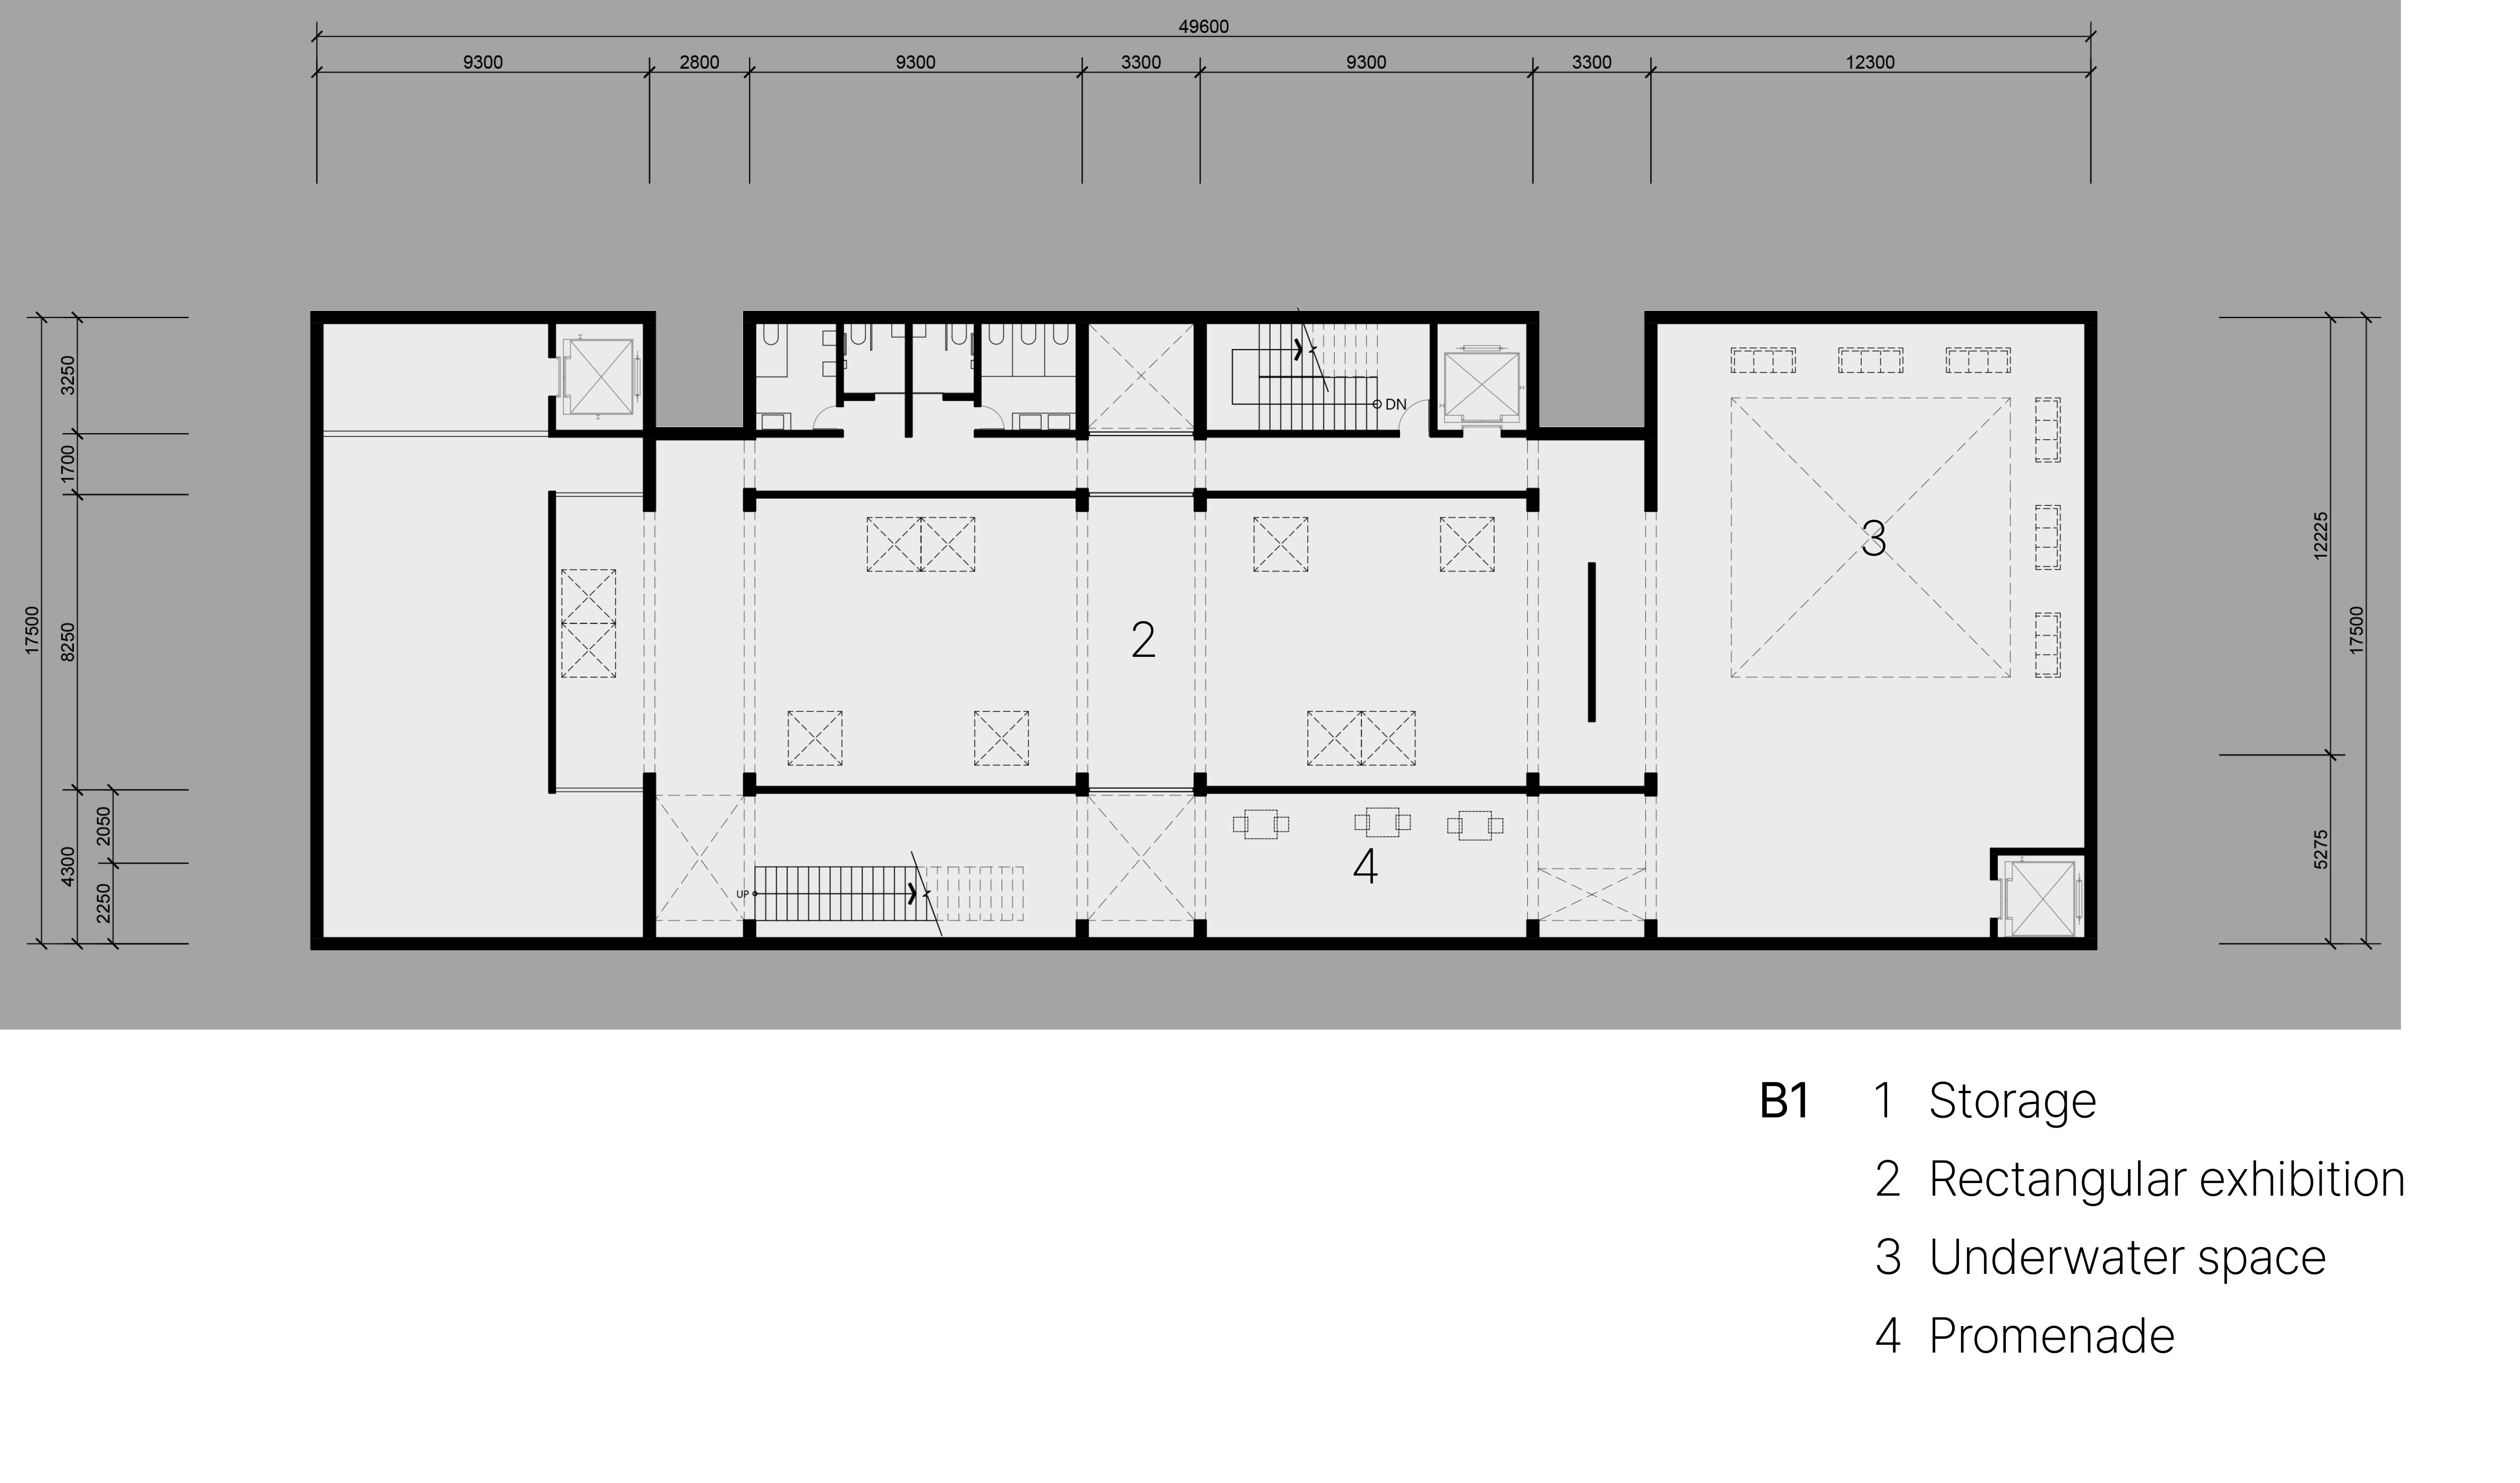 49600
9300 2800 9300 3300 9300 3300 12300
3250
1700
8250
17500
2050
4300
2250
12225
17500
5275
DN
3
2
4
UP
B1 1 Storage
2 Rectangular exhibition
3 Underwater space
4 Promenade